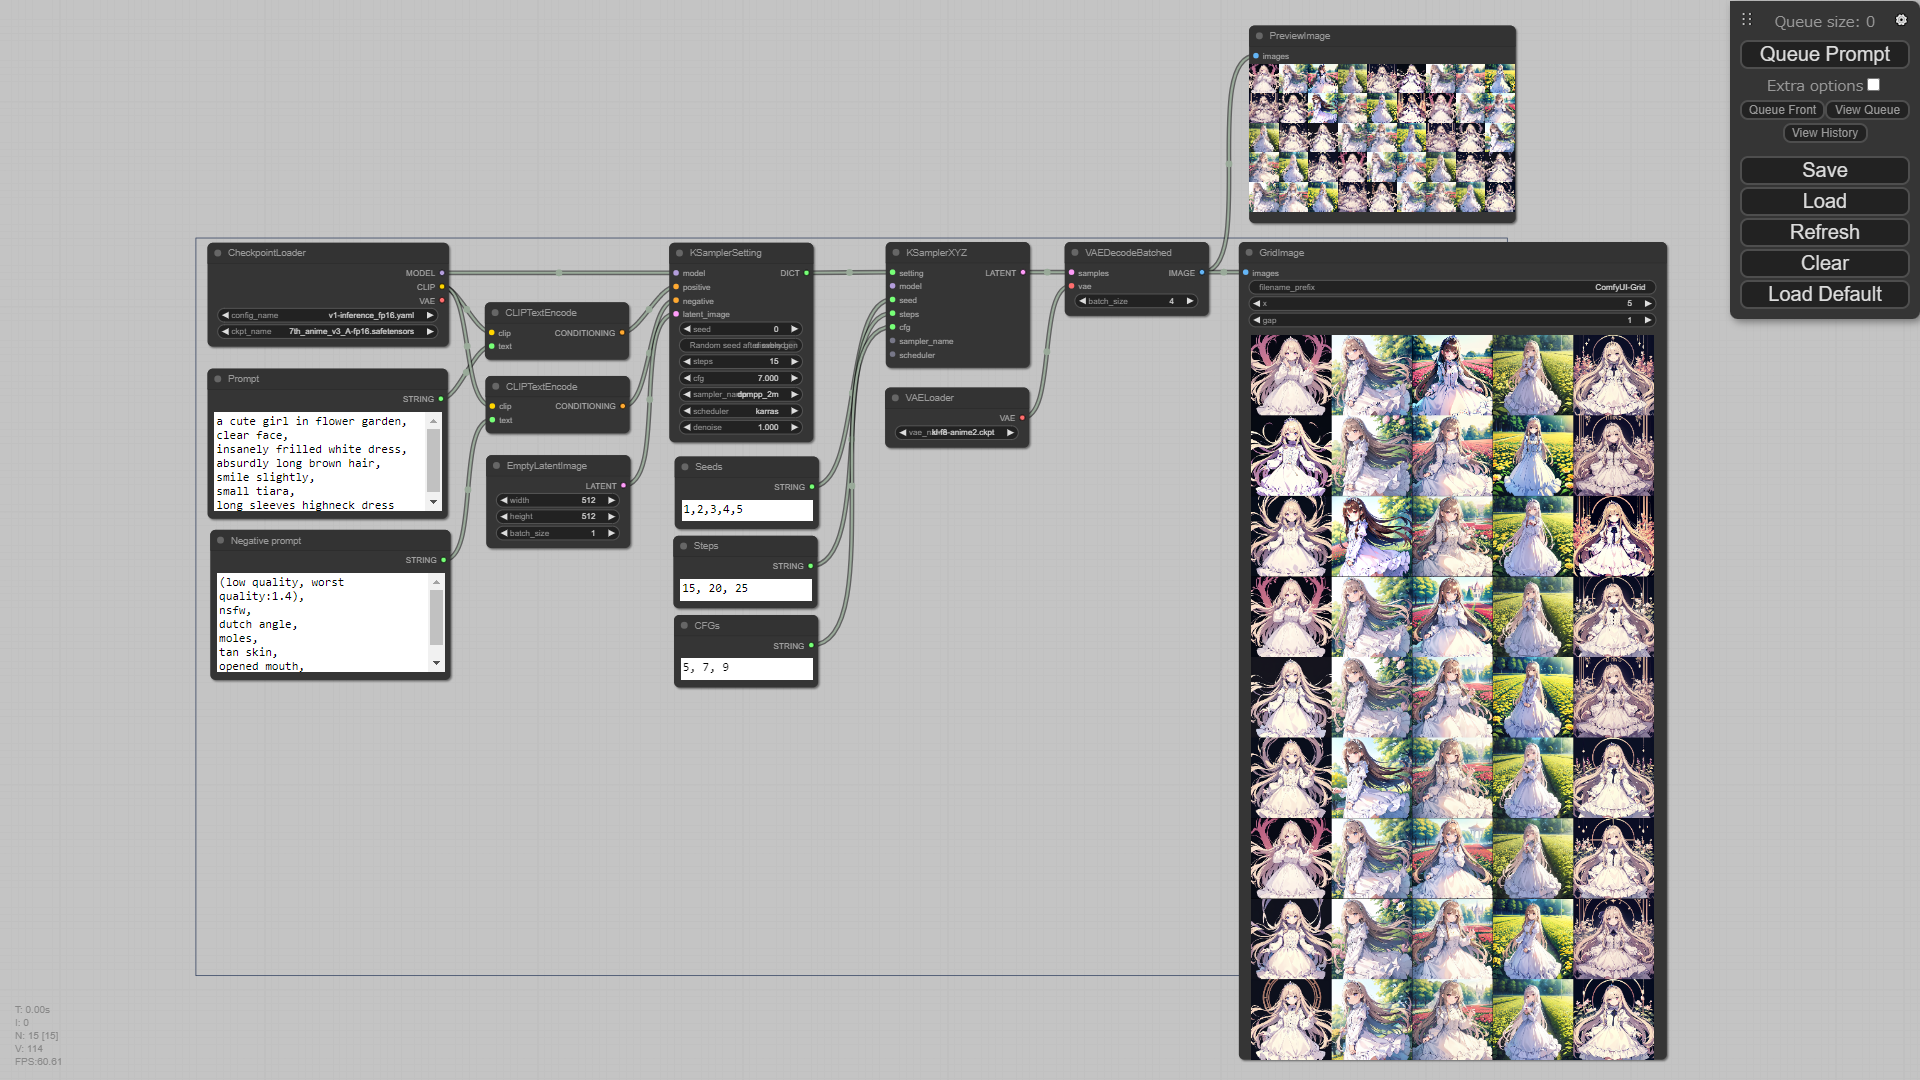 PreviewImage
images
Queue size: 0
Queue Prompt
Extra options
Queue Front
View Queue
View History
Save
Load
Refresh
Clear
Load Default
CheckpointLoader
MODEL
CLIP
VAE
config_name v1-inference_fp16.yaml
ckpt_name 7th_anime_v3_A-fp16.safetensors
Prompt
STRING
a cute girl in flower garden,
clear face,
insanely frilled white dress,
absurdly long brown hair,
smile slightly,
small tiara,
long sleeves highneck dress
Negative prompt
STRING
(low quality, worst
quality:1.4),
nsfw,
dutch angle,
moles,
tan skin,
opened mouth,
CLIPTextEncode
clip CONDITIONING
text
CLIPTextEncode
clip CONDITIONING
text
EmptyLatentImage
LATENT
width 512
height 512
batch_size 1
KSamplerSetting
model DICT
positive
negative
latent_image
seed 0
Random seed after
steps 15
cfg 7.000
dpmpp_2m
scheduler karras
denoise 1.000
Seeds
STRING
1,2,3,4,5
Steps
STRING
15, 20, 25
CFGs
STRING
5, 7, 9
KSamplerXYZ
setting LATENT
model
seed
steps
cfg
sampler_name
scheduler
VAELoader
VAE
kl-f8-anime2.ckpt
VAEDecodeBatched
samples IMAGE
vae
batch_size 4
GridImage
images
filename_prefix ComfyUI-Grid
x 5
gap 1
T: 0.00s
I: 0
N: 15 [15]
V: 114
FPS:60.61